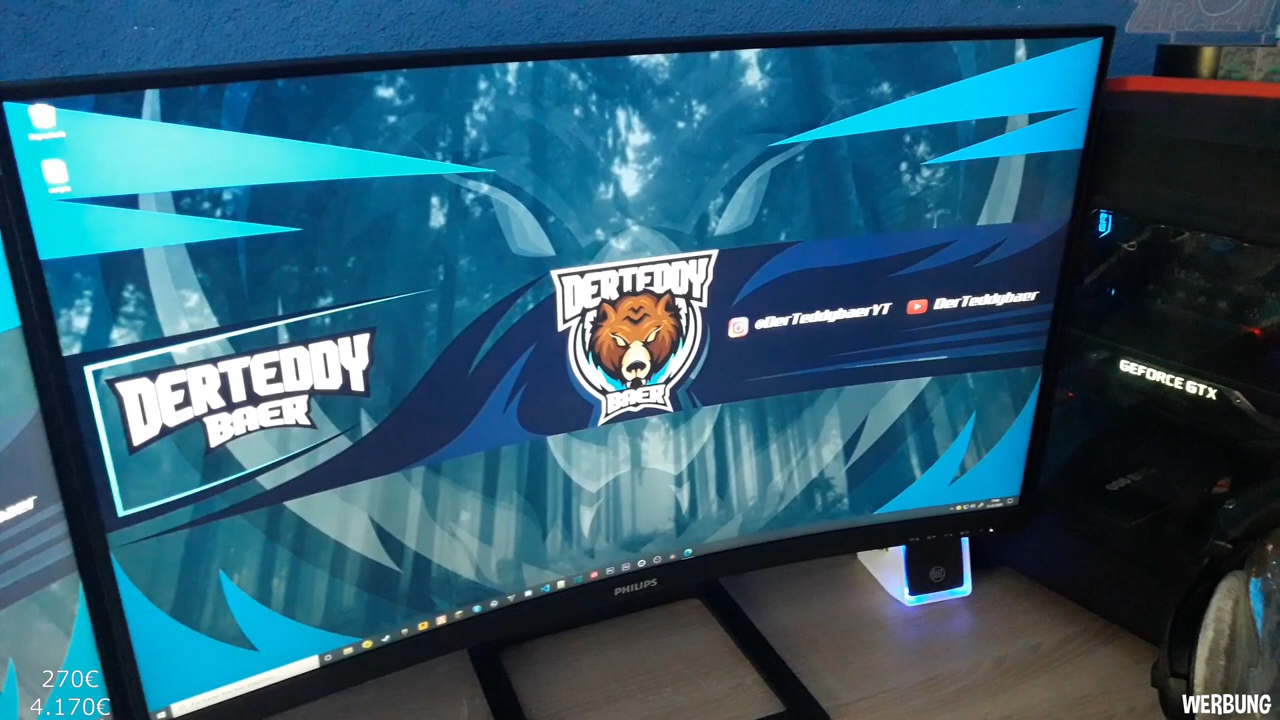 DERTEDDY
BAER
DERTEDDY
BAER
@DerTeddybaerYT
DerTeddybaer
GEFORCE GTX
PHILIPS
270€
4.170€
WERBUNG